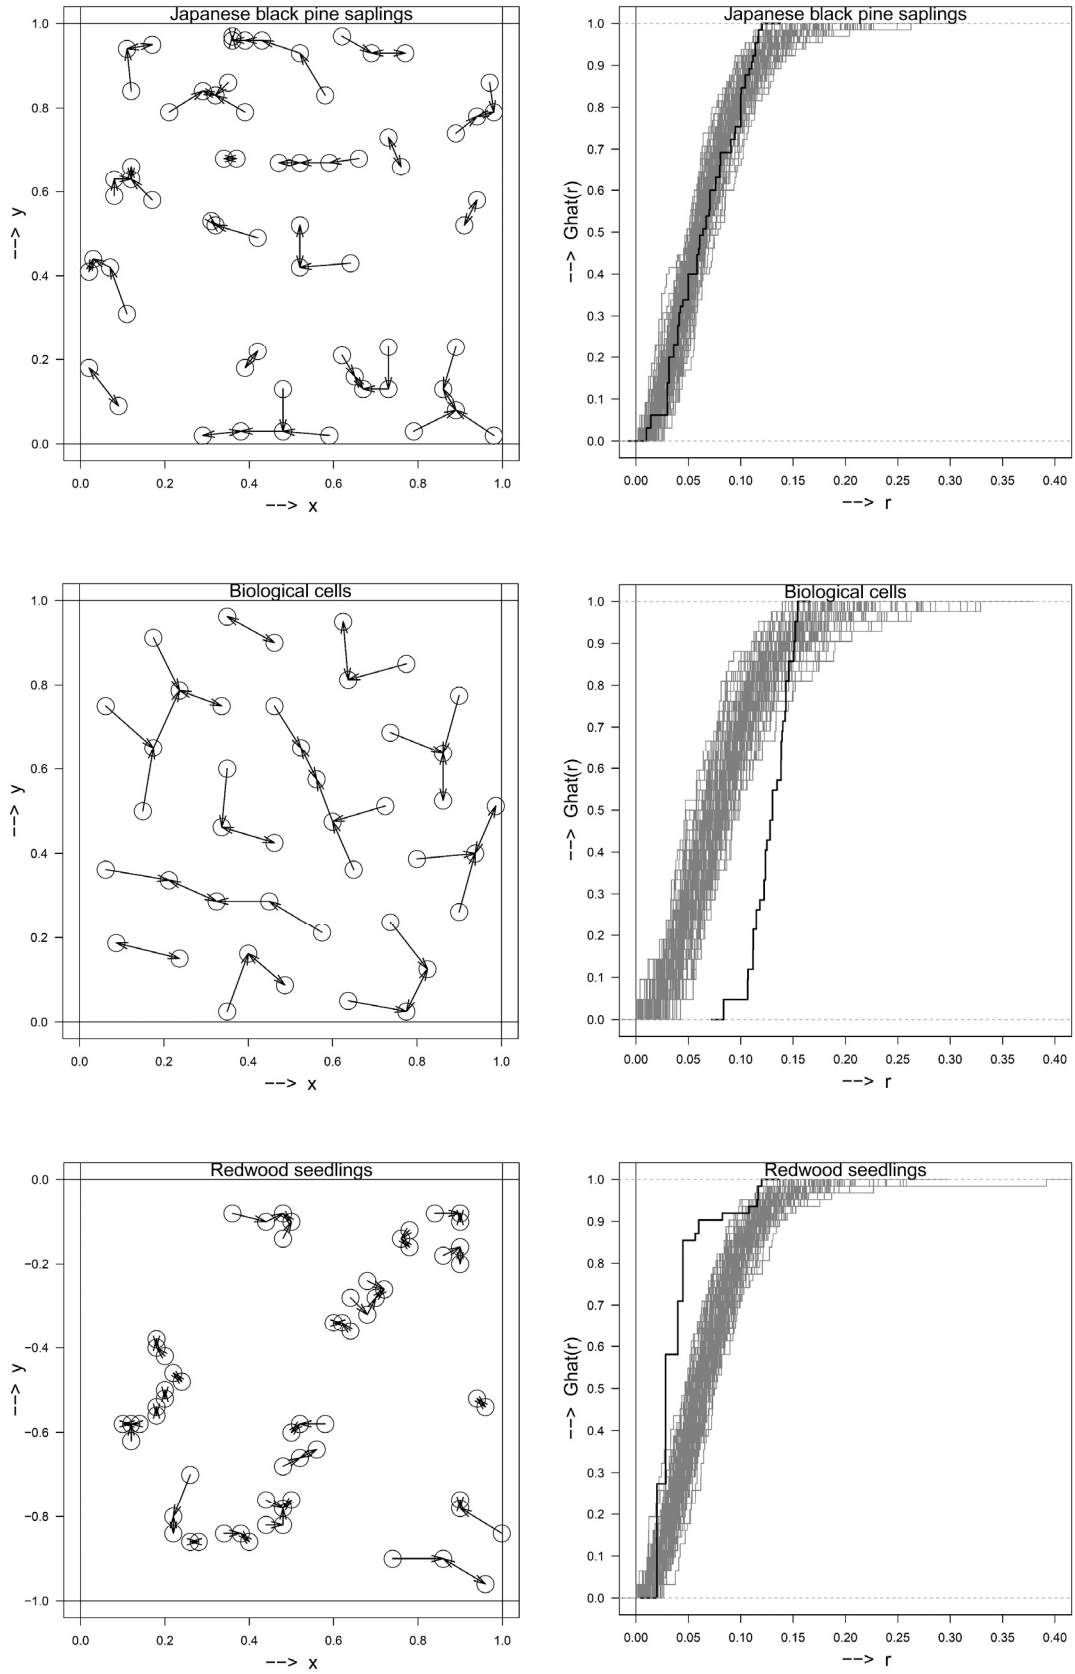 Japanese black pine saplings
1.0
0.8
0.6
0.4
0.2
0.0
--> y
0.0 0.2 0.4 0.6 0.8 1.0
--> x
Japanese black pine saplings
1.0
0.9
0.8
0.7
0.6
0.5
0.4
0.3
0.2
0.1
0.0
--> Ghat(r)
0.00 0.05 0.10 0.15 0.20 0.25 0.30 0.35 0.40
--> r
Biological cells
1.0
0.8
0.6
0.4
0.2
0.0
--> y
0.0 0.2 0.4 0.6 0.8 1.0
--> x
Biological cells
1.0
0.9
0.8
0.7
0.6
0.5
0.4
0.3
0.2
0.1
0.0
--> Ghat(r)
0.00 0.05 0.10 0.15 0.20 0.25 0.30 0.35 0.40
--> r
Redwood seedlings
0.0
−0.2
−0.4
−0.6
−0.8
−1.0
--> y
0.0 0.2 0.4 0.6 0.8 1.0
--> x
Redwood seedlings
1.0
0.9
0.8
0.7
0.6
0.5
0.4
0.3
0.2
0.1
0.0
--> Ghat(r)
0.00 0.05 0.10 0.15 0.20 0.25 0.30 0.35 0.40
--> r